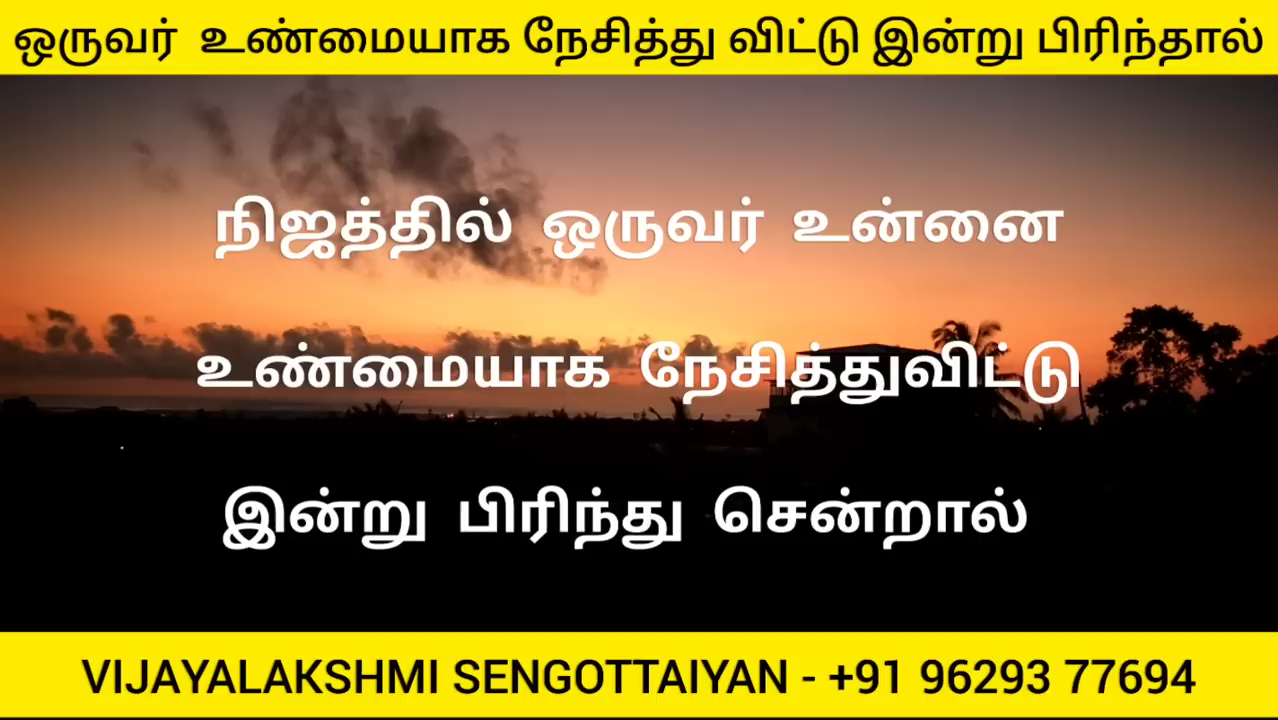 ஒருவர் உண்மையாக நேசித்து விட்டு இன்று பிரிந்தால்
நிஜத்தில் ஒருவர் உன்னை
உண்மையாக நேசித்துவிட்டு
இன்று பிரிந்து சென்றால்
VIJAYALAKSHMI SENGOTTAIYAN - +91 96293 77694